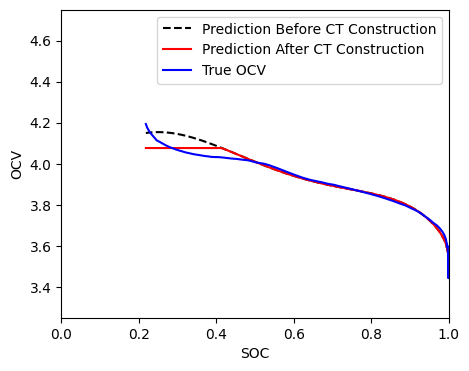 Prediction Before CT Construction
Prediction After CT Construction
True OCV
4.6
4.4
4.2
4.0
3.8
3.6
3.4
OCV
0.0 0.2 0.4 0.6 0.8 1.0
SOC